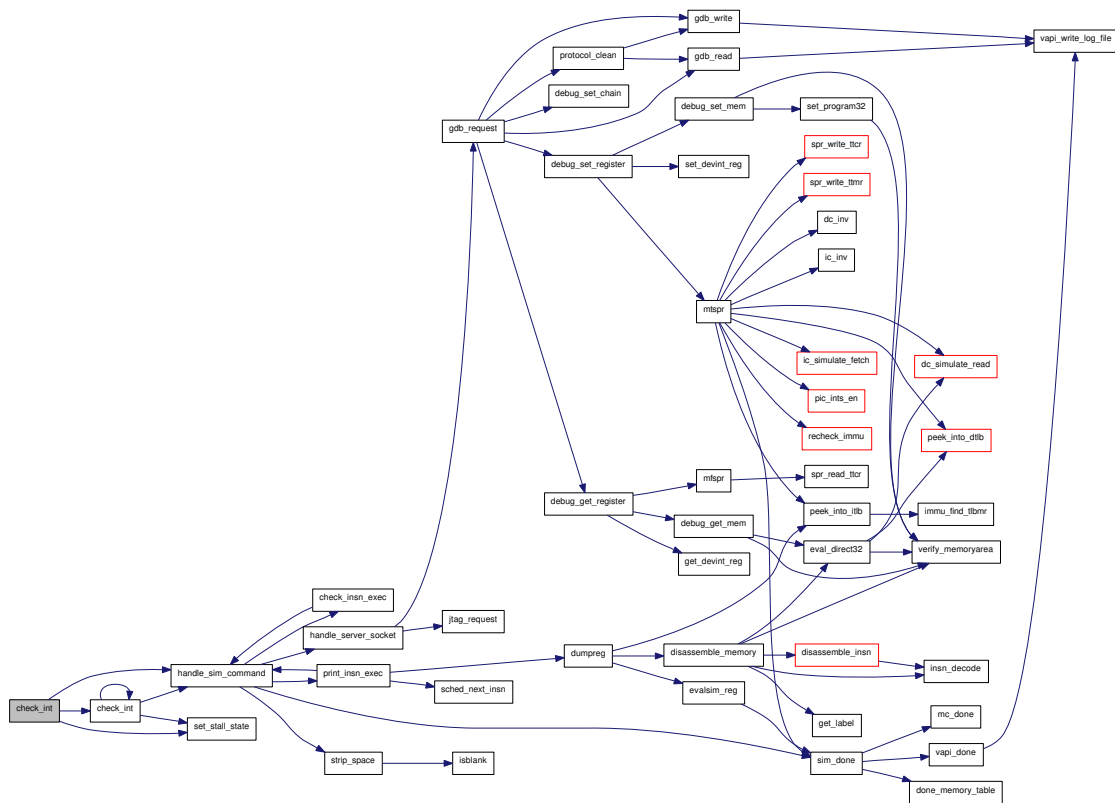 gdb_write
vapi_write_log_file
protocol_clean
gdb_read
debug_set_chain
debug_set_mem
set_program32
gdb_request
spr_write_ttcr
debug_set_register
set_devint_reg
spr_write_ttmr
dc_inv
ic_inv
mtspr
ic_simulate_fetch
dc_simulate_read
pic_ints_en
recheck_immu
peek_into_dtlb
mfspr
spr_read_ttcr
debug_get_register
peek_into_itlb
immu_find_tlbmr
debug_get_mem
eval_direct32
verify_memoryarea
get_devint_reg
check_insn_exec
jtag_request
handle_server_socket
dumpreg
disassemble_memory
disassemble_insn
insn_decode
handle_sim_command
print_insn_exec
sched_next_insn
evalsim_reg
check_int
check_int
set_stall_state
get_label
mc_done
strip_space
isblank
sim_done
vapi_done
done_memory_table